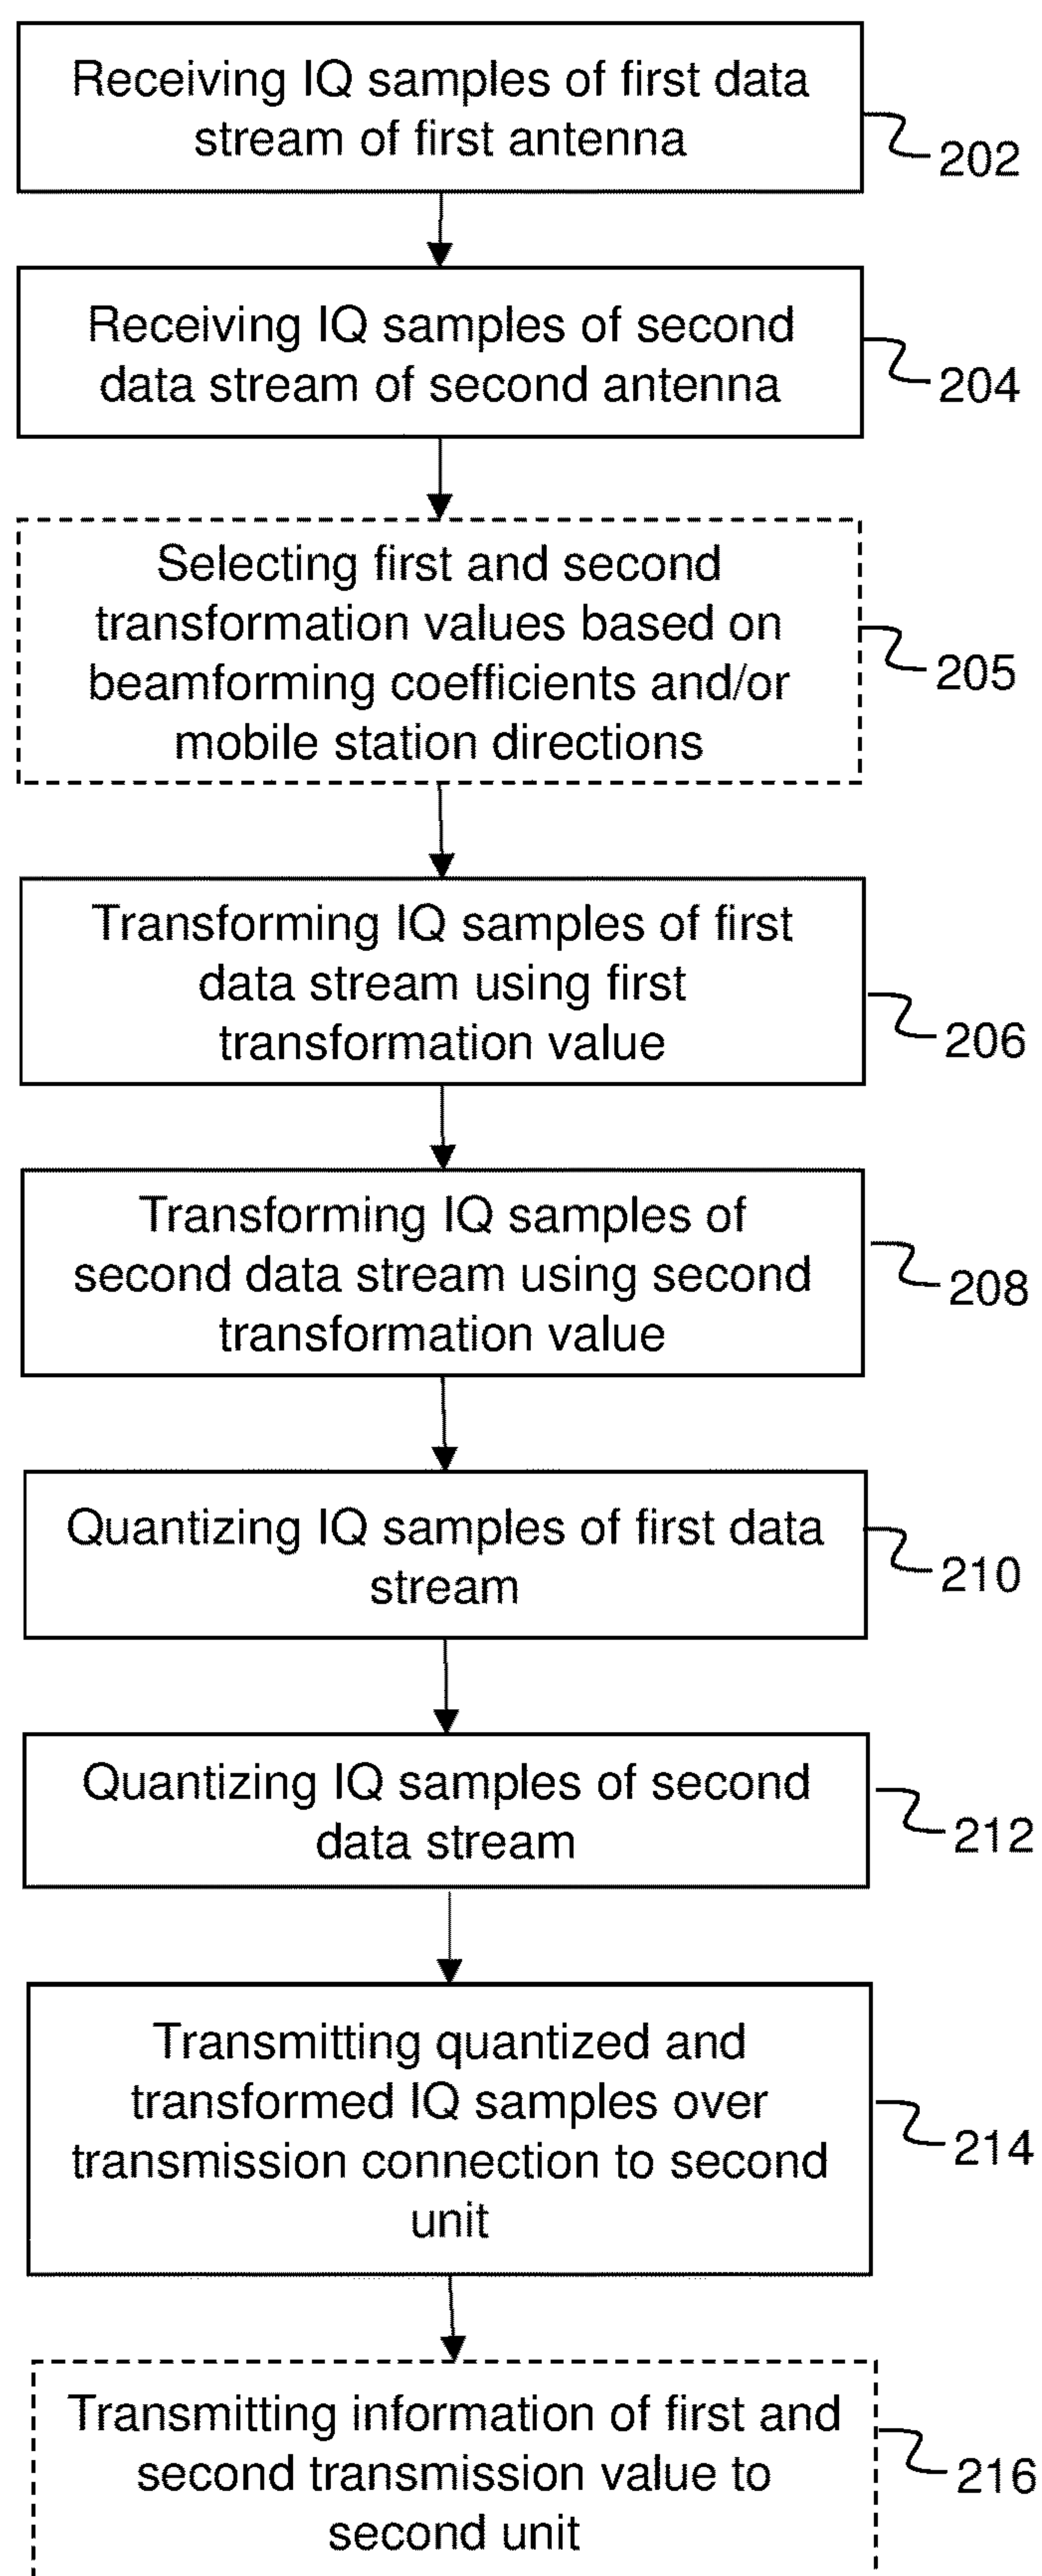 Receiving IQ samples of first data
stream of first antenna
202
Receiving IQ samples of second
data stream of second antenna
204
Selecting first and second
transformation values based on
beamforming coefficients and/or
mobile station directions
205
Transforming IQ samples of first
data stream using first
transformation value
206
Transforming IQ samples of
second data stream using second
transformation value
208
Quantizing IQ samples of first data
stream
210
Quantizing IQ samples of second
data stream
212
Transmitting quantized and
transformed IQ samples over
transmission connection to second
unit
214
Transmitting information of first and
second transmission value to
second unit
216